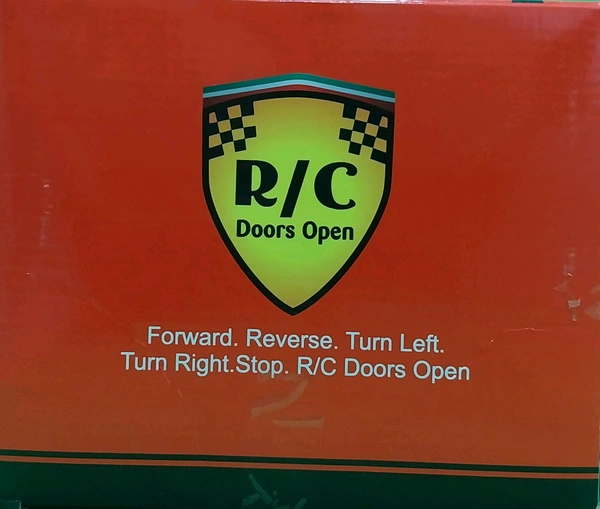 R/C
Doors Open
Forward. Reverse. Turn Left.
Turn Right.Stop. R/C Doors Open